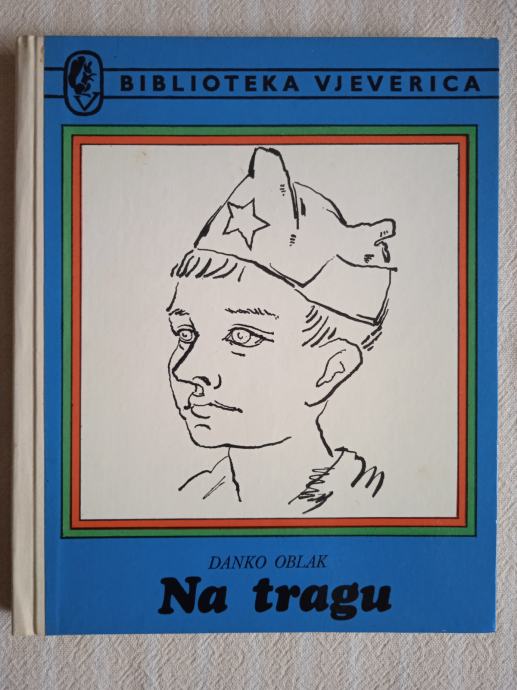 BIBLIOTEKA VJEVERICA
DANKO OBLAK
Na tragu